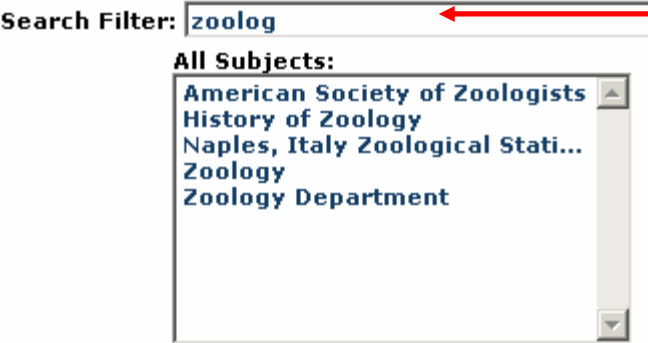 Search Filter: zoolog
All Subjects:
American Society of Zoologists
History of Zoology
Naples, Italy Zoological Stati...
Zoology
Zoology Department